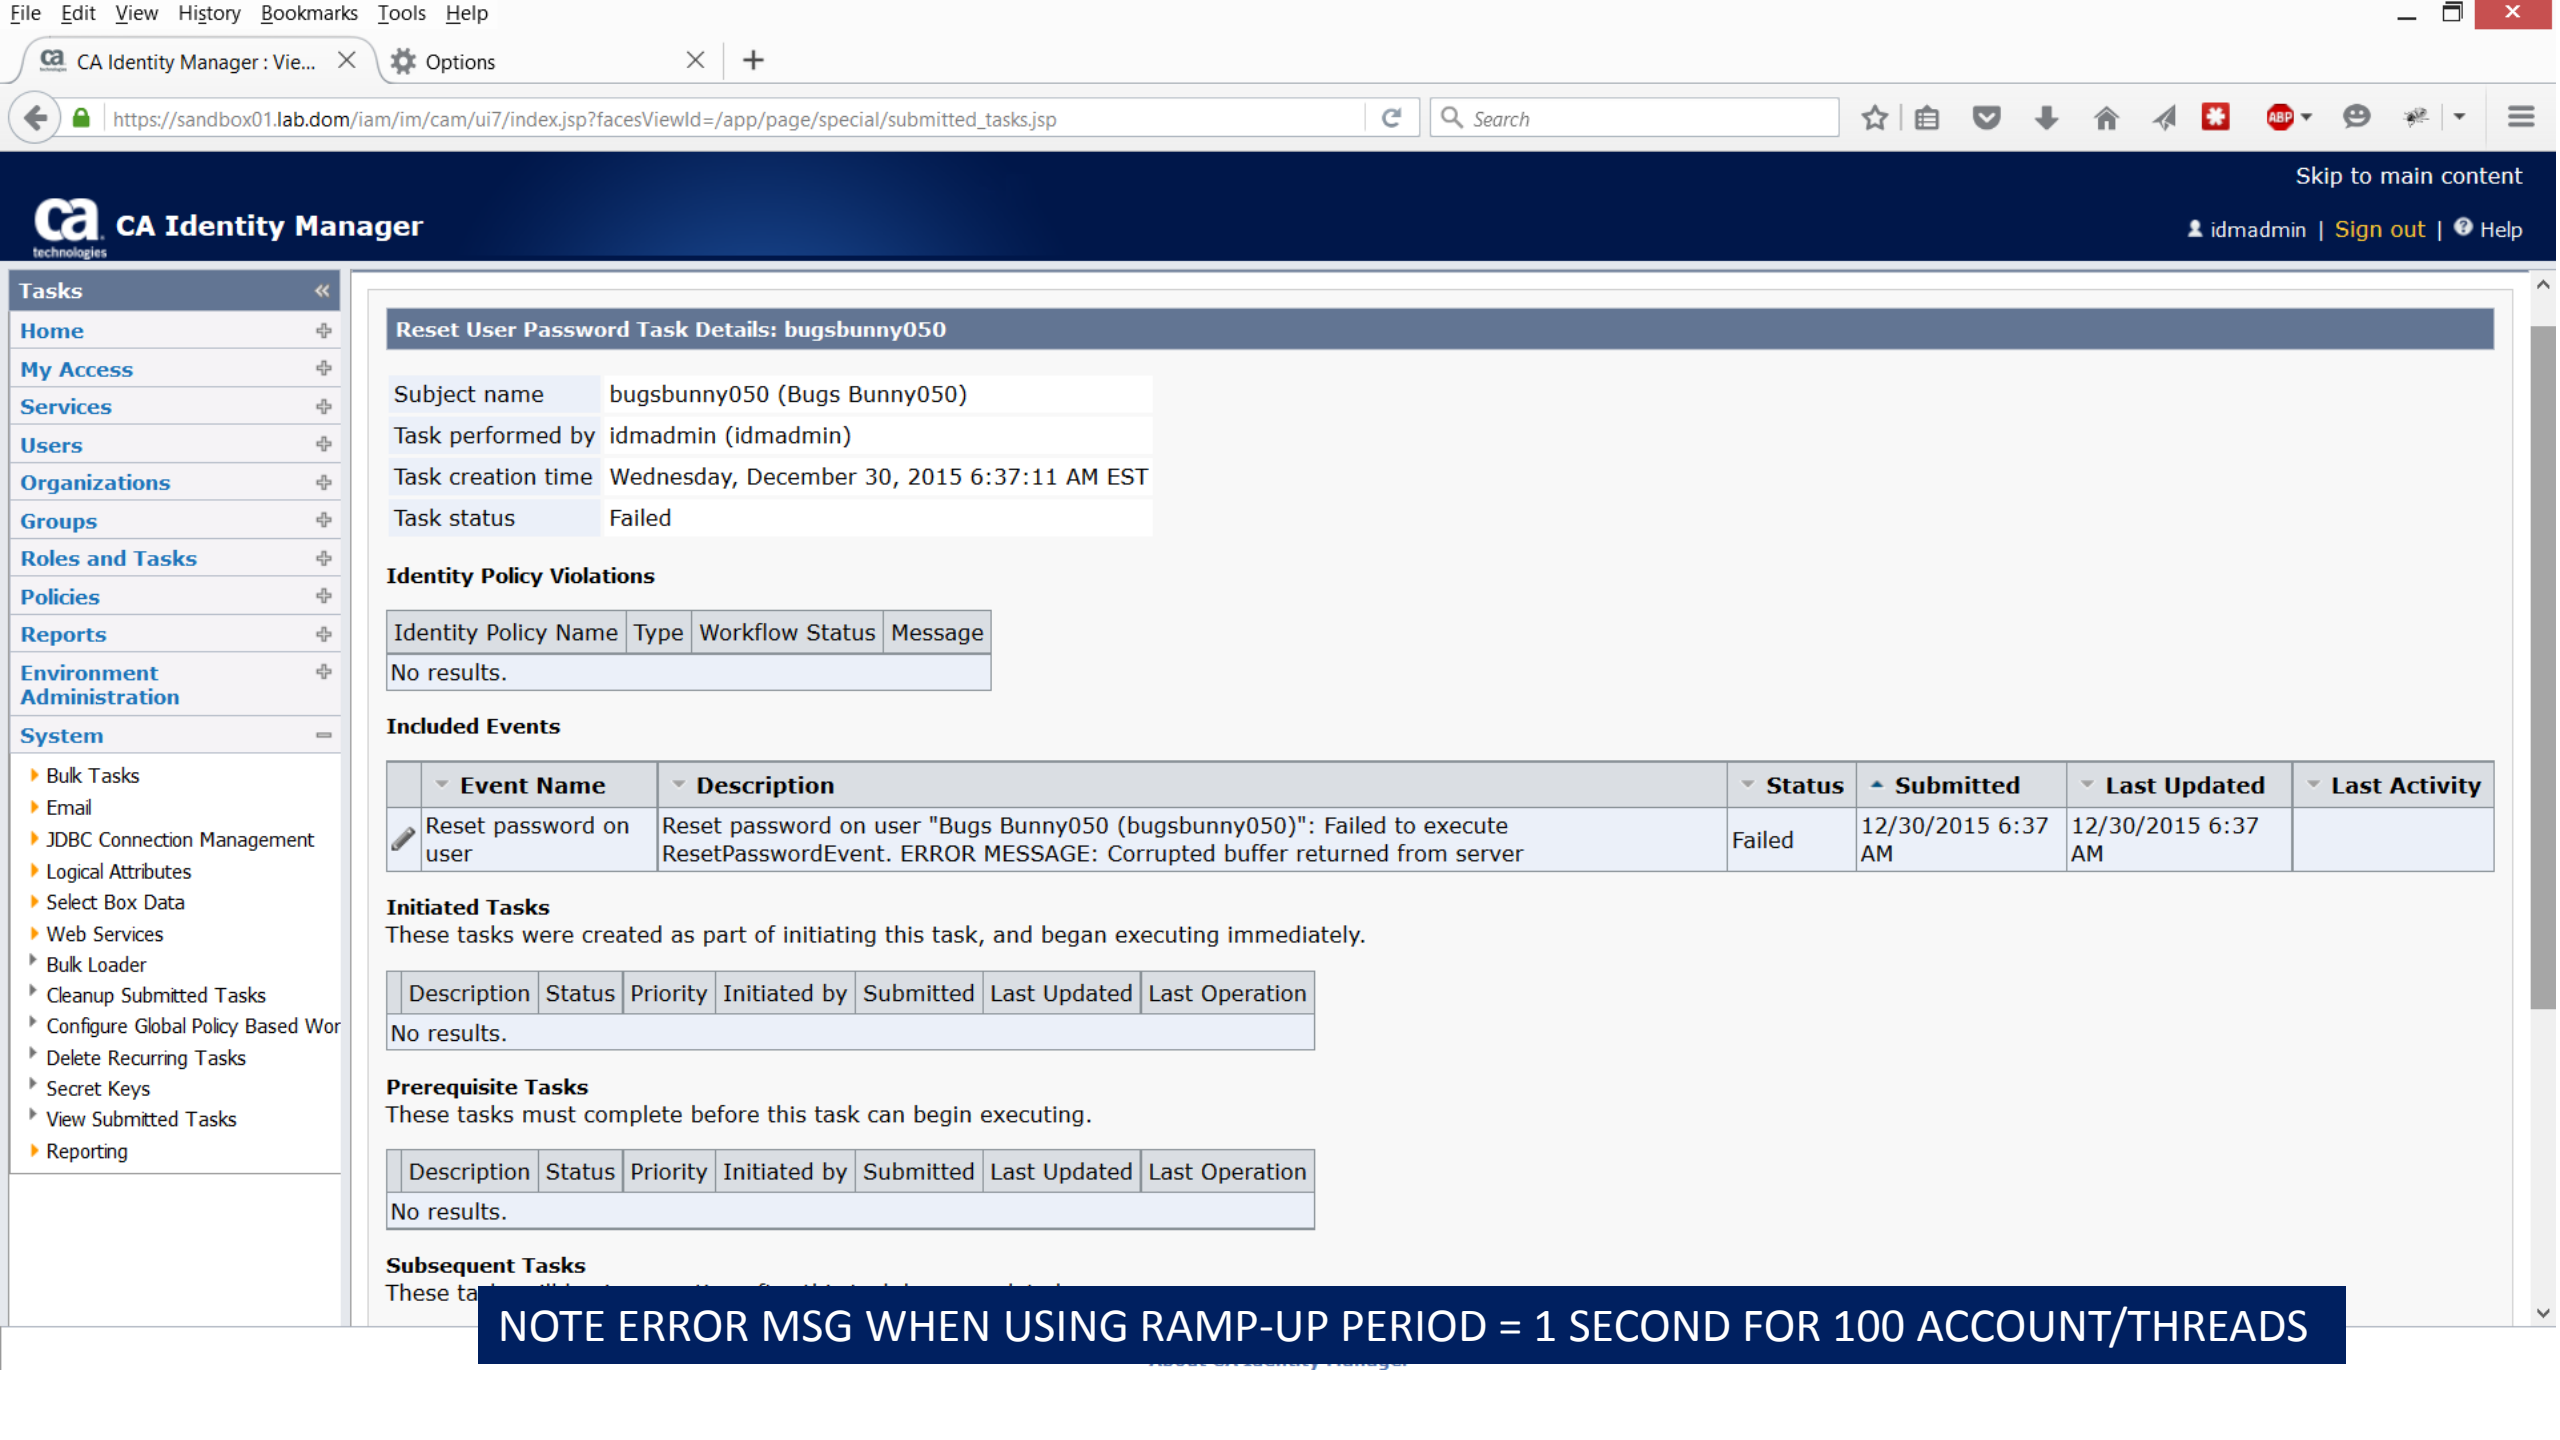 File Edit View History Bookmarks Tools Help
CA Identity Manager : Vie...
Options
https://sandbox01.lab.dom/iam/im/cam/ui7/index.jsp?facesViewId=/app/page/special/submitted_tasks.jsp
Search
ABP
Skip to main content
ca technologies
CA Identity Manager
idmadmin | Sign out | Help
Tasks
Home
My Access
Services
Users
Organizations
Groups
Roles and Tasks
Policies
Reports
Environment
Administration
System
Bulk Tasks
Email
JDBC Connection Management
Logical Attributes
Select Box Data
Web Services
Bulk Loader
Cleanup Submitted Tasks
Configure Global Policy Based Wor
Delete Recurring Tasks
Secret Keys
View Submitted Tasks
Reporting
Reset User Password Task Details: bugsbunny050
Subject name bugsbunny050 (Bugs Bunny050)
Task performed by idmadmin (idmadmin)
Task creation time Wednesday, December 30, 2015 6:37:11 AM EST
Task status Failed
Identity Policy Violations
Identity Policy Name Type Workflow Status Message
No results.
Included Events
Event Name Description Status Submitted Last Updated Last Activity
Reset password on user Reset password on user "Bugs Bunny050 (bugsbunny050)": Failed to execute ResetPasswordEvent. ERROR MESSAGE: Corrupted buffer returned from server Failed 12/30/2015 6:37 AM 12/30/2015 6:37 AM
Initiated Tasks
These tasks were created as part of initiating this task, and began executing immediately.
Description Status Priority Initiated by Submitted Last Updated Last Operation
No results.
Prerequisite Tasks
These tasks must complete before this task can begin executing.
Description Status Priority Initiated by Submitted Last Updated Last Operation
No results.
Subsequent Tasks
These
NOTE ERROR MSG WHEN USING RAMP-UP PERIOD = 1 SECOND FOR 100 ACCOUNT/THREADS